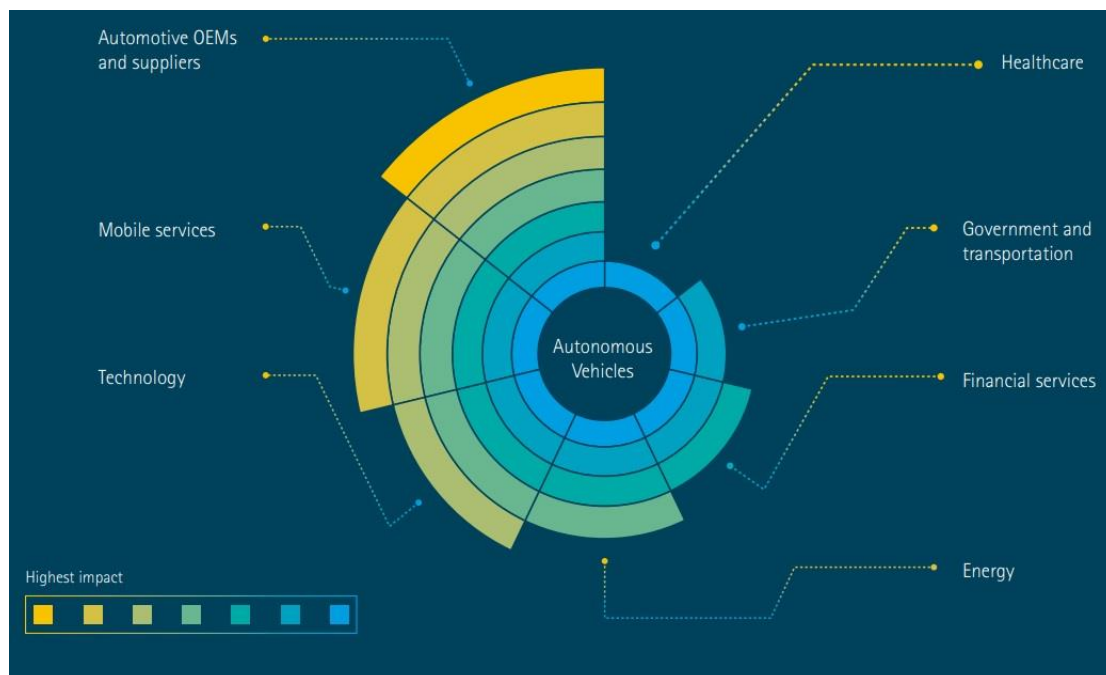 Automotive OEMs
and suppliers
Healthcare
Mobile services
Government and
transportation
Autonomous
Vehicles
Technology
Financial services
Energy
Highest impact